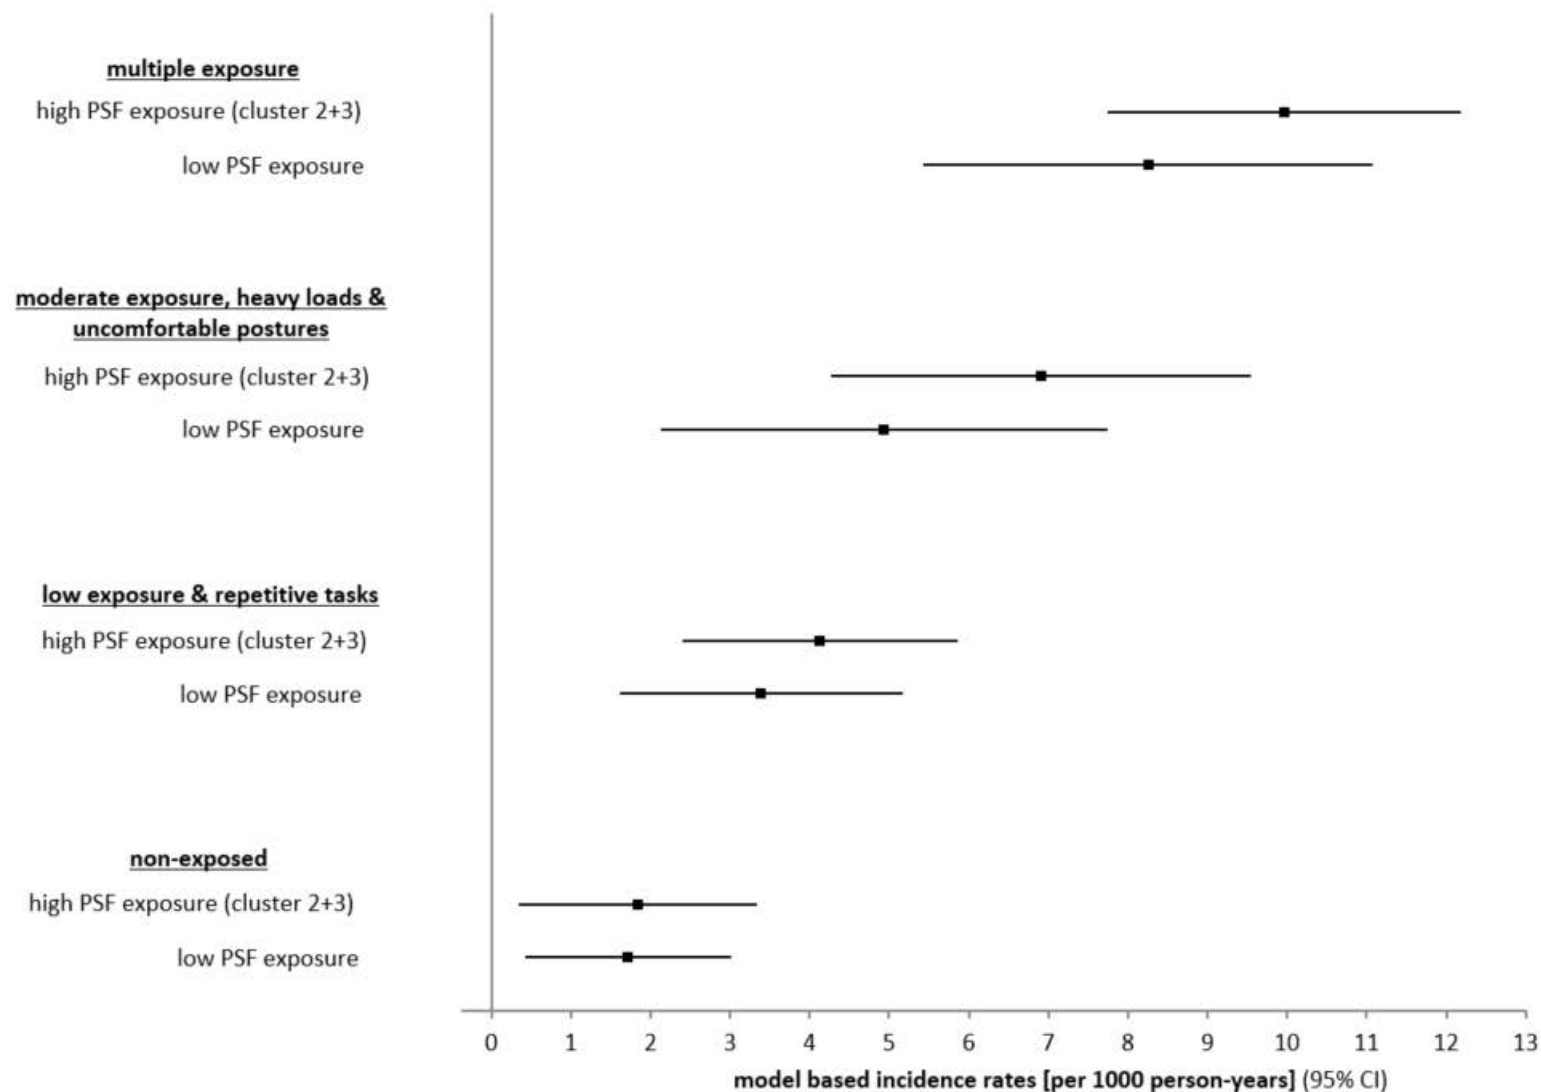 multiple exposure
high PSF exposure (cluster 2+3)
low PSF exposure
moderate exposure, heavy loads &
uncomfortable postures
high PSF exposure (cluster 2+3)
low PSF exposure
low exposure & repetitive tasks
high PSF exposure (cluster 2+3)
low PSF exposure
non-exposed
high PSF exposure (cluster 2+3)
low PSF exposure
0 1 2 3 4 5 6 7 8 9 10 11 12 13
model based incidence rates [per 1000 person-years] (95% CI)